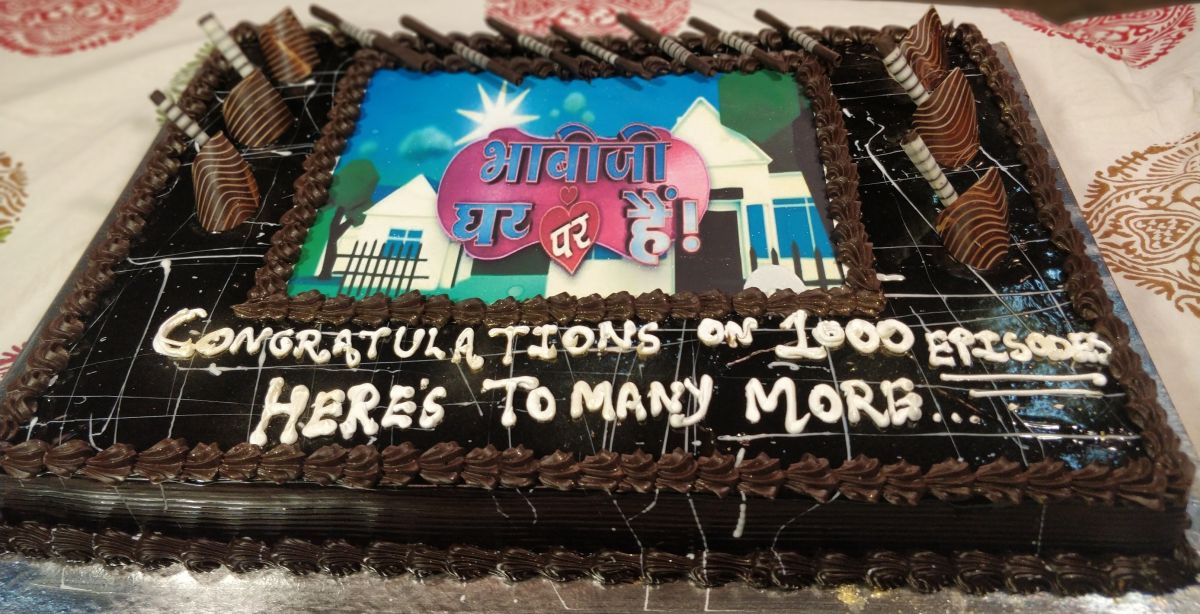 भाबीजी
घर पर हैं!
CONGRATULATIONS ON 1000 EPISODES
HERE'S TO MANY MORE...